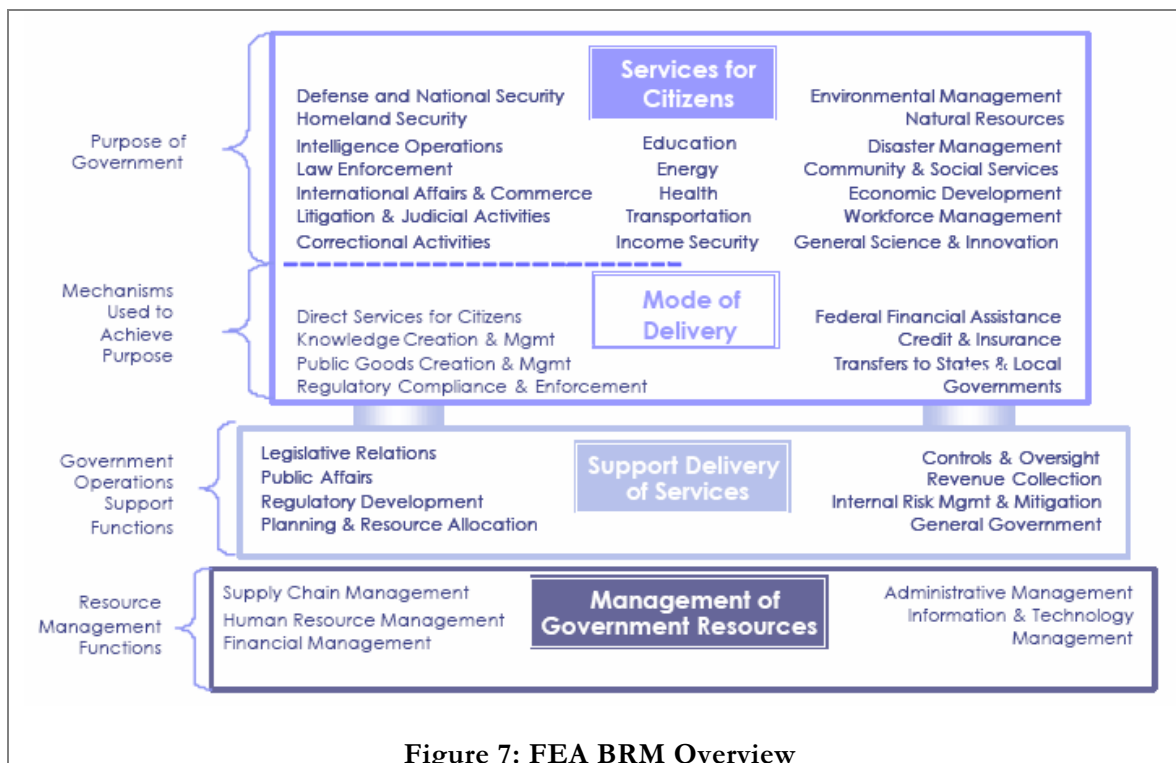 Purpose of
Government
Services for
Citizens
Defense and National Security
Homeland Security
Intelligence Operations
Law Enforcement
International Affairs & Commerce
Litigation & Judicial Activities
Correctional Activities
Education
Energy
Health
Transportation
Income Security
Environmental Management
Natural Resources
Disaster Management
Community & Social Services
Economic Development
Workforce Management
General Science & Innovation
Mechanisms
Used to
Achieve
Purpose
Mode of
Delivery
Direct Services for Citizens
Knowledge Creation & Mgmt
Public Goods Creation & Mgmt
Regulatory Compliance & Enforcement
Federal Financial Assistance
Credit & Insurance
Transfers to States & Local
Governments
Government
Operations
Support
Functions
Support Delivery
of Services
Legislative Relations
Public Affairs
Regulatory Development
Planning & Resource Allocation
Controls & Oversight
Revenue Collection
Internal Risk Mgmt & Mitigation
General Government
Resource
Management
Functions
Management of
Government Resources
Supply Chain Management
Human Resource Management
Financial Management
Administrative Management
Information & Technology
Management
Figure 7: FEA BRM Overview